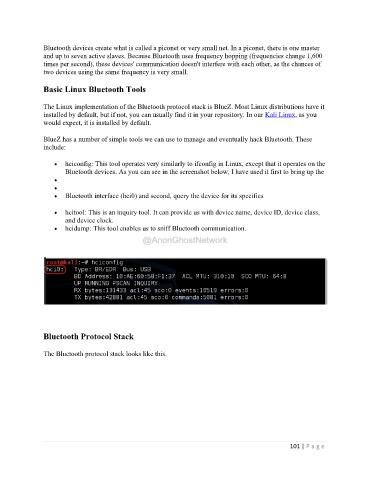 Bluetooth devices create what is called a piconet or very small net. In a piconet, there is one master
and up to seven active slaves. Because Bluetooth uses frequency hopping (frequencies change 1,600
times per second), these devices' communication doesn't interfere with each other, as the chances of
two devices using the same frequency is very small.
Basic Linux Bluetooth Tools
The Linux implementation of the Bluetooth protocol stack is BlueZ. Most Linux distributions have it
installed by default, but if not, you can usually find it in your repository. In our Kali Linux, as you
would expect, it is installed by default.
BlueZ has a number of simple tools we can use to manage and eventually hack Bluetooth. These
include:
• hciconfig: This tool operates very similarly to ifconfig in Linux, except that it operates on the
Bluetooth devices. As you can see in the screenshot below, I have used it first to bring up the
•
•
• Bluetooth interface (hci0) and second, query the device for its specifics
• hcitool: This is an inquiry tool. It can provide us with device name, device ID, device class,
and device clock.
• hcidump: This tool enables us to sniff Bluetooth communication.
@AnonGhostNetwork
root@kali:~# hciconfig
hci0: Type: BR/EDR Bus: USB
BD Address: 10:AE:60:58:F1:37 ACL MTU: 310:10 SCO MTU: 64:8
UP RUNNING PSCAN INQUIRY
RX bytes:131433 acl:45 sco:0 events:10519 errors:0
TX bytes:42881 acl:45 sco:0 commands:5081 errors:0
Bluetooth Protocol Stack
The Bluetooth protocol stack looks like this.
101 | Page